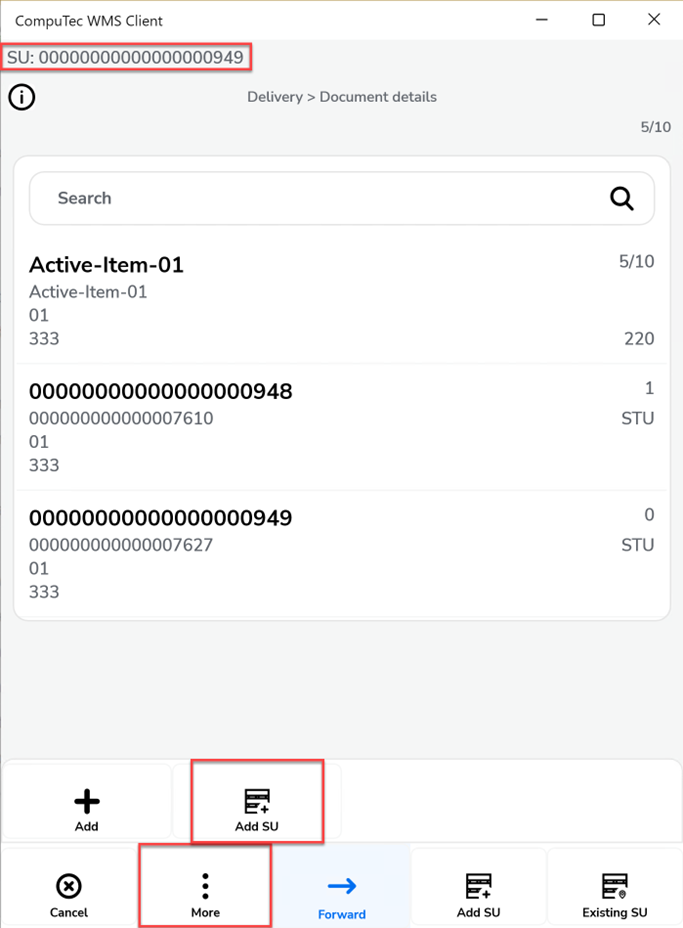 CompuTec WMS Client
SU: 00000000000000000949
Delivery > Document details
5/10
Search
Active-Item-01 5/10
Active-Item-01
01
333 220
00000000000000000948 1
000000000000007610 STU
01
333
00000000000000000949 0
000000000000007627 STU
01
333
Add Add SU
Cancel More Forward Add SU Existing SU